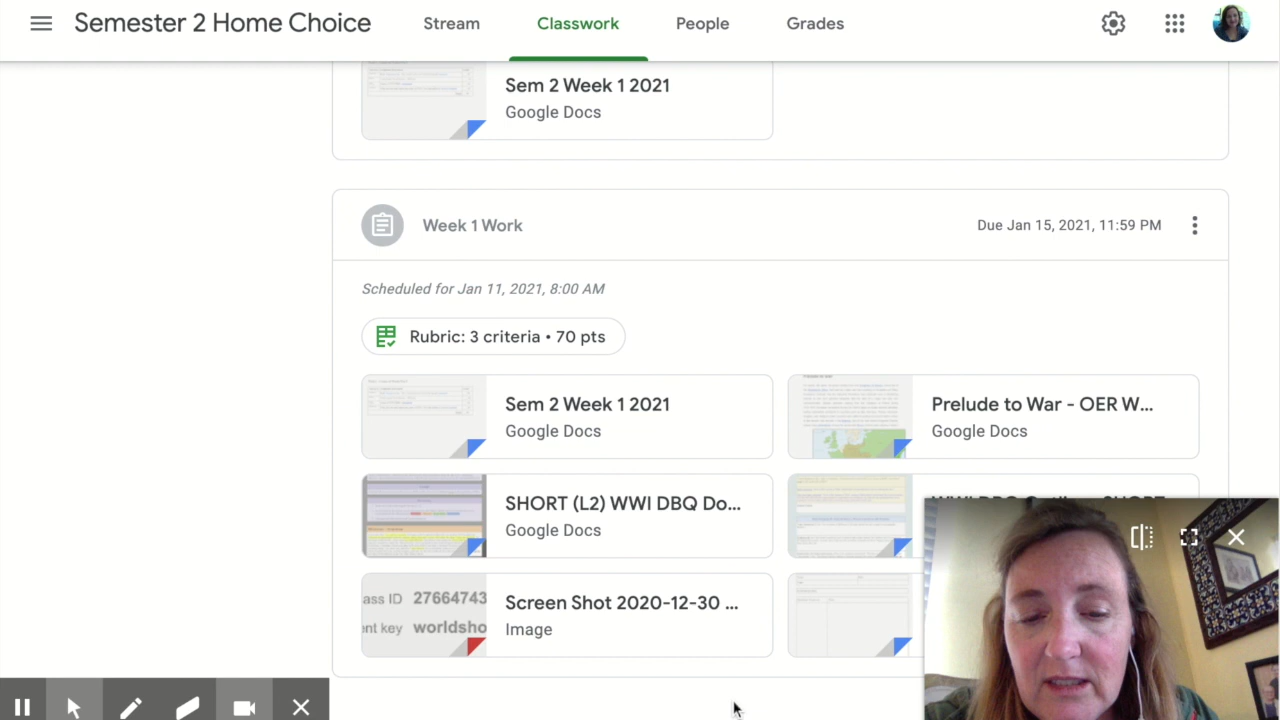 Semester 2 Home Choice
Stream
Classwork
People
Grades
Sem 2 Week 1 2021
Google Docs
Week 1 Work
Due Jan 15, 2021, 11:59 PM
Scheduled for Jan 11, 2021, 8:00 AM
Rubric: 3 criteria • 70 pts
Sem 2 Week 1 2021
Google Docs
Prelude to War - OER W...
Google Docs
SHORT (L2) WWI DBQ Do...
Google Docs
ass ID 27664743
nt key worldsho
Screen Shot 2020-12-30 ...
Image